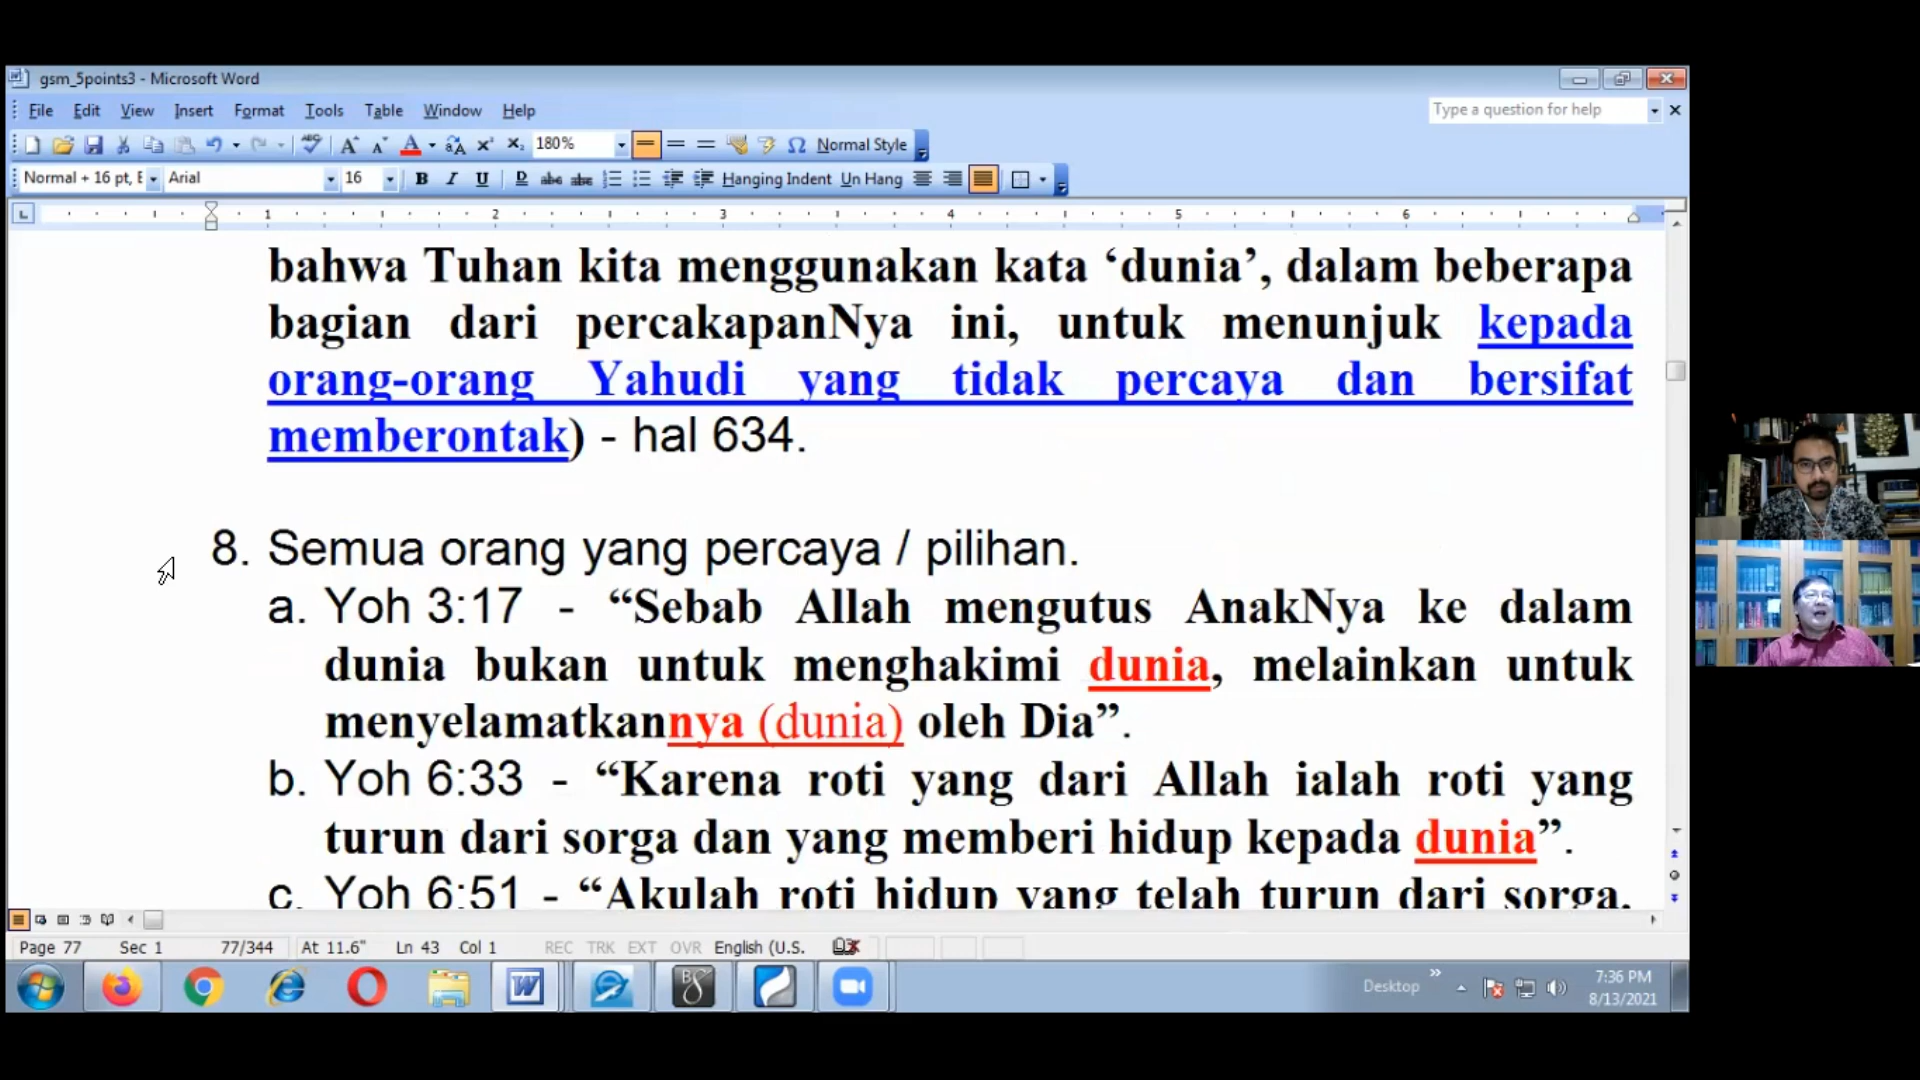 gsm_5points3 - Microsoft Word
File Edit View Insert Format Tools Table Window Help
Type a question for help
180%
Normal Style
Normal + 16 pt, E
Arial
16
B I U
Hanging Indent Un Hang
1 2 3 4 5 6
bahwa Tuhan kita menggunakan kata ‘dunia’, dalam beberapa
bagian dari percakapanNya ini, untuk menunjuk kepada
orang-orang Yahudi yang tidak percaya dan bersifat
memberontak) - hal 634.
8. Semua orang yang percaya / pilihan.
a. Yoh 3:17 - “Sebab Allah mengutus AnakNya ke dalam
dunia bukan untuk menghakimi dunia, melainkan untuk
menyelamatkannya (dunia) oleh Dia”.
b. Yoh 6:33 - “Karena roti yang dari Allah ialah roti yang
turun dari sorga dan yang memberi hidup kepada dunia”.
c. Yoh 6:51 - “Akulah roti hidup yang telah turun dari sorga.
Page 77 Sec 1 77/344 At 11.6" Ln 43 Col 1 REC TRK EXT OVR English (U.S.
Desktop
7:36 PM
8/13/2021